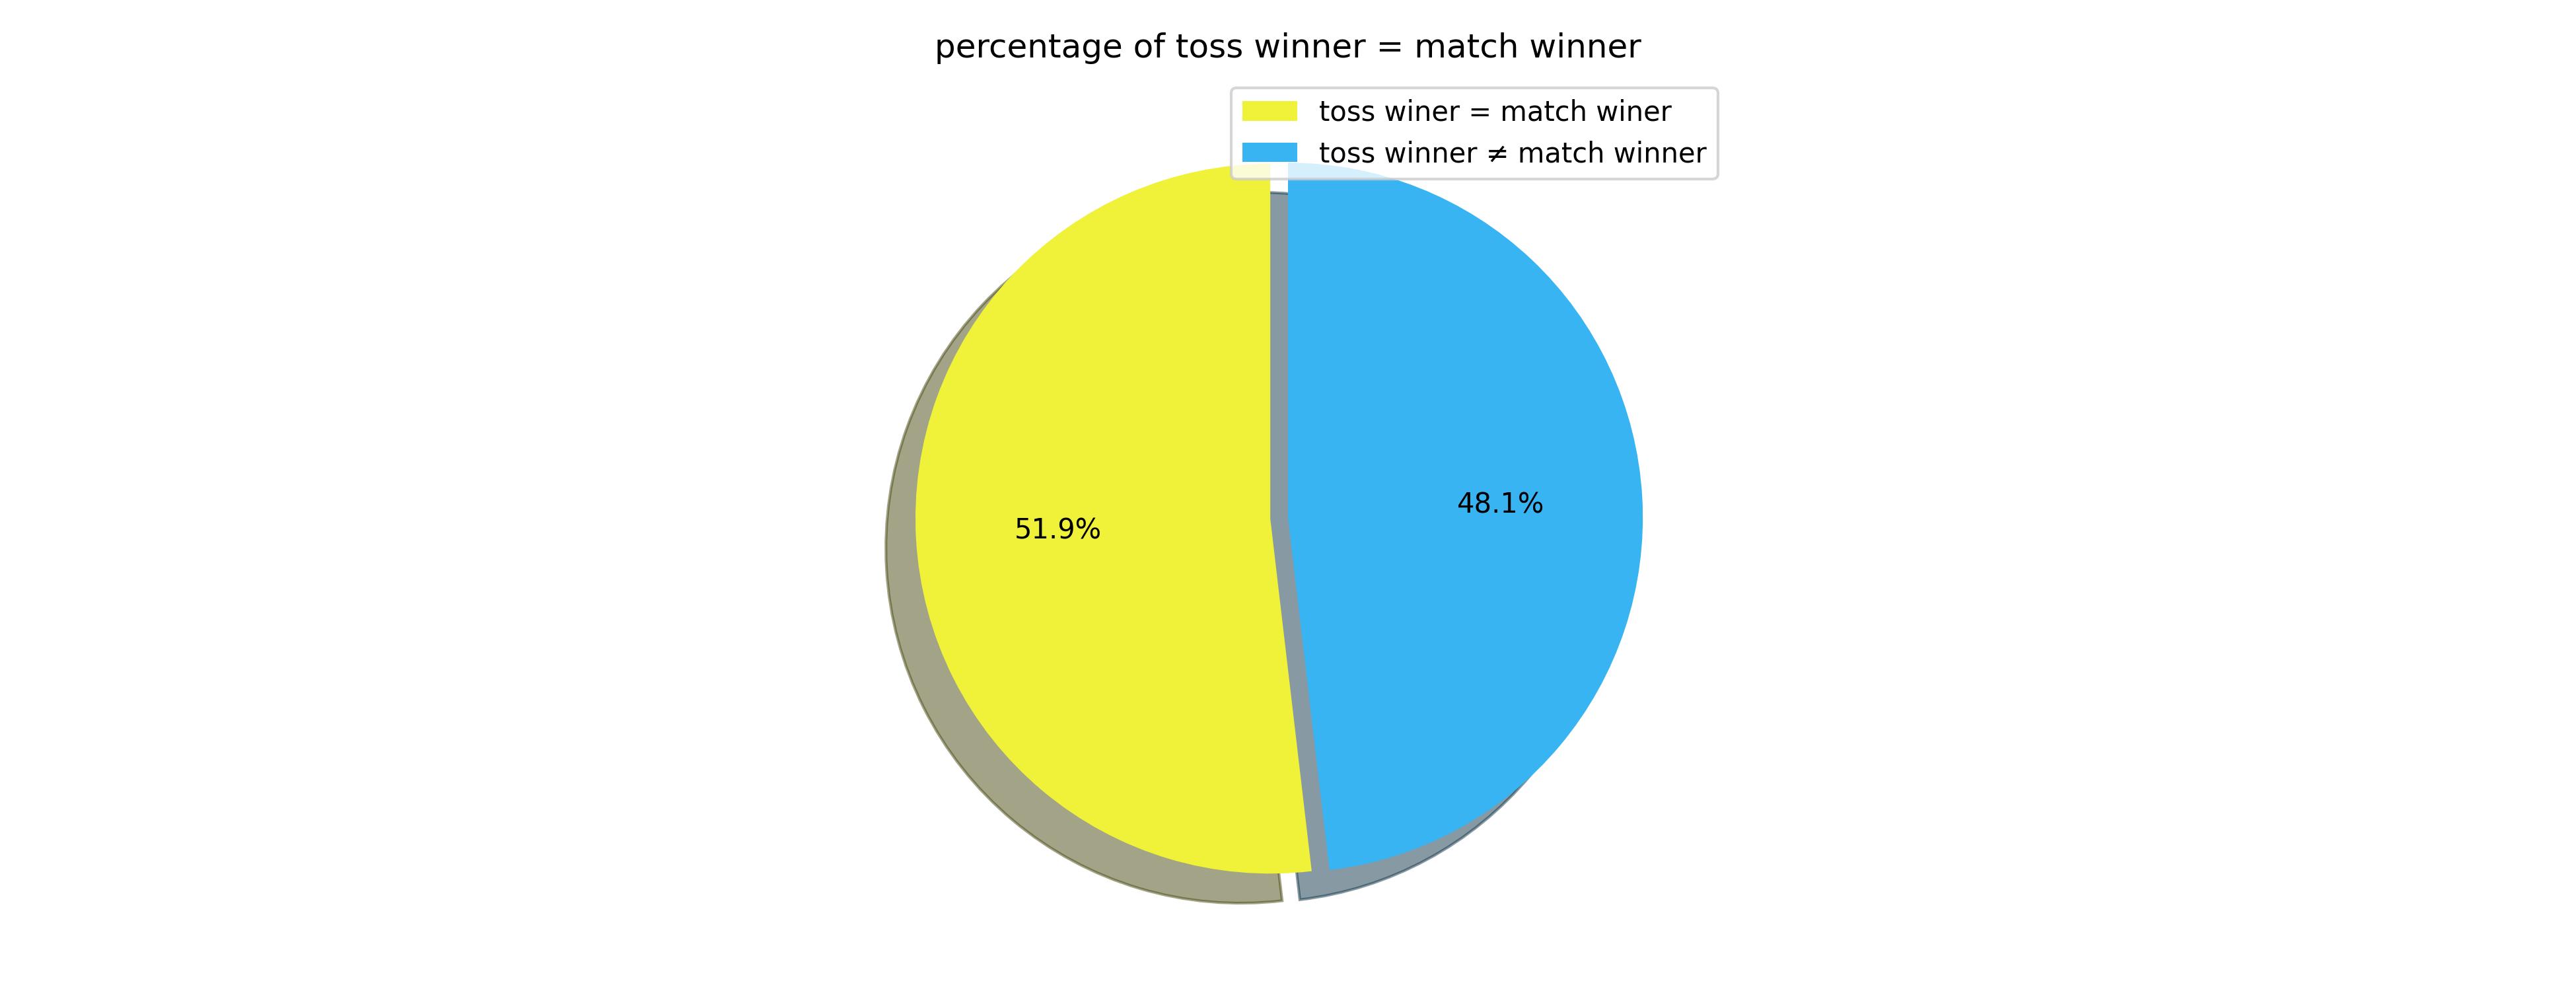 percentage of toss winner = match winner
toss winer = match winer
toss winner ≠ match winner
51.9%
48.1%